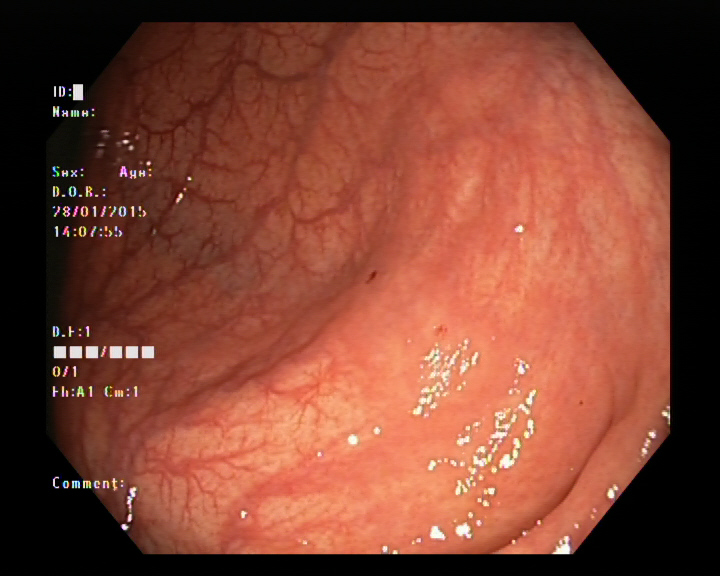 ID:
Name:
Sex: Age:
D.O.B.:
28/01/2015
14:07:55
D.F:1
■■■/■■■
0/1
Eh:A1 Cm:1
Comment: